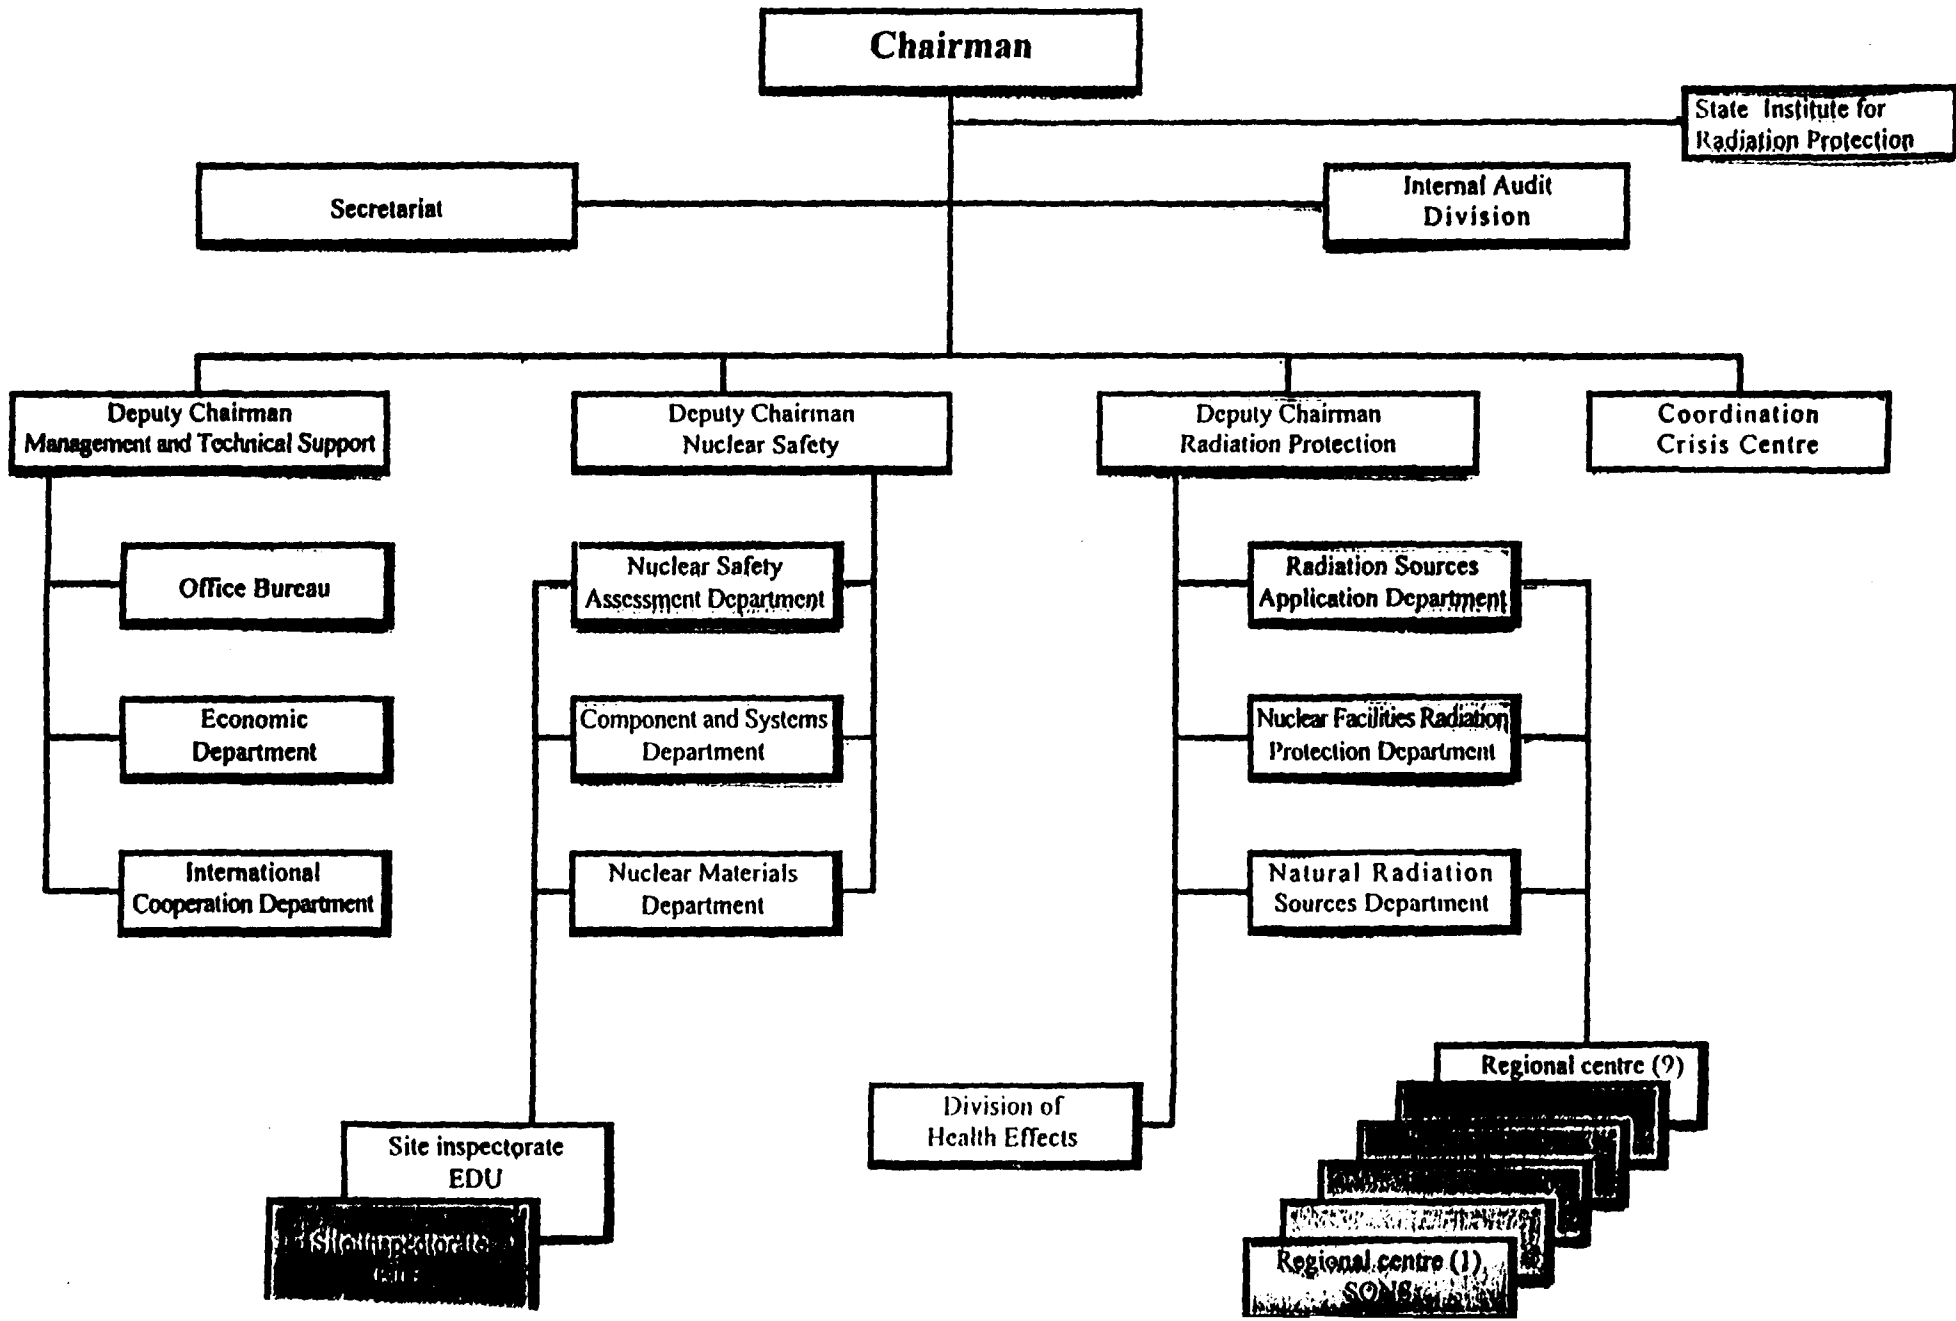 Chairman
State Institute for
Radiation Protection
Secretariat
Internal Audit
Division
Deputy Chairman
Management and Technical Support
Deputy Chairman
Nuclear Safety
Deputy Chairman
Radiation Protection
Coordination
Crisis Centre
Office Bureau
Nuclear Safety
Assessment Department
Radiation Sources
Application Department
Economic
Department
Component and Systems
Department
Nuclear Facilities Radiation
Protection Department
International
Cooperation Department
Nuclear Materials
Department
Natural Radiation
Sources Department
Regional centre (9)
Division of
Health Effects
Site inspectorate
EDU
Site inspectorate
Regional centre (1)
SONS